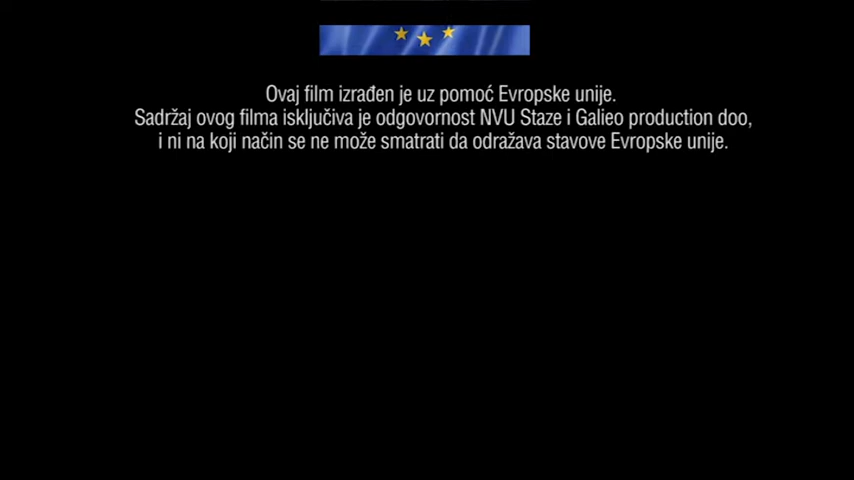 Ovaj film izrađen je uz pomoć Evropske unije.
Sadržaj ovog filma isključiva je odgovornost NVU Staze i Galieo production doo,
i ni na koji način se ne može smatrati da odražava stavove Evropske unije.